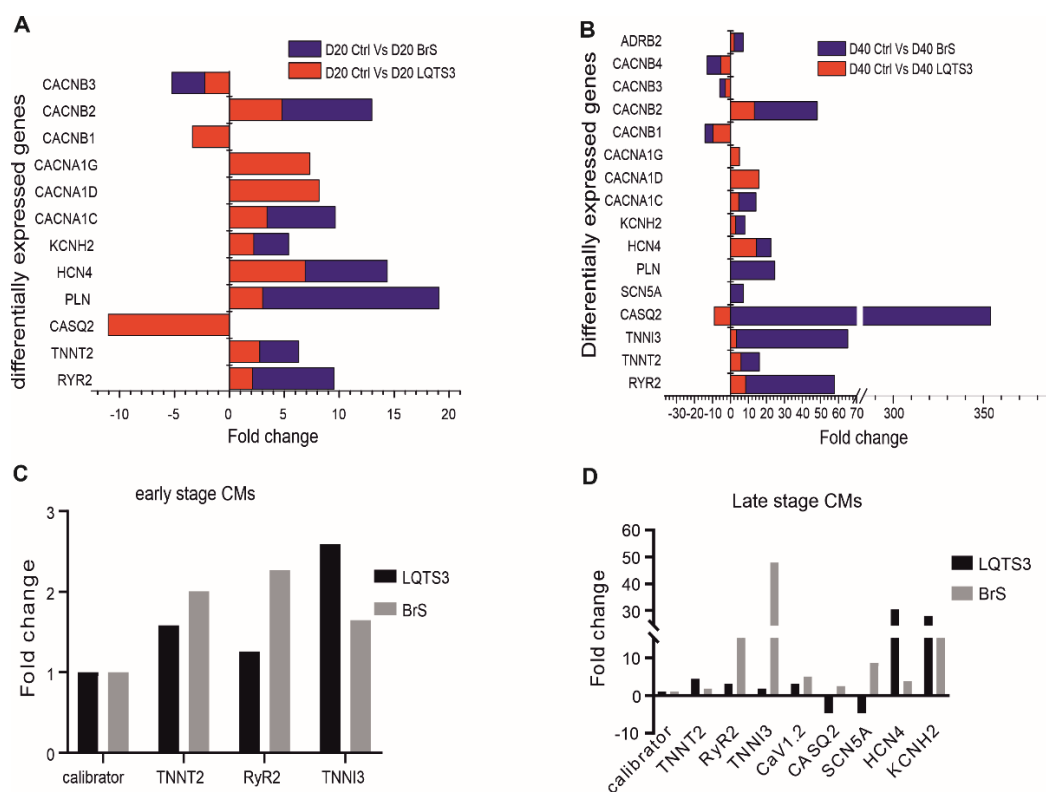 A
D20 Ctrl Vs D20 BrS
D20 Ctrl Vs D20 LQTS3
differentially expressed genes
CACNB3
CACNB2
CACNB1
CACNA1G
CACNA1D
CACNA1C
KCNH2
HCN4
PLN
CASQ2
TNNT2
RYR2
-10 -5 0 5 10 15 20
Fold change
B
D40 Ctrl Vs D40 BrS
D40 Ctrl Vs D40 LQTS3
Differentially expressed genes
ADRB2
CACNB4
CACNB3
CACNB2
CACNB1
CACNA1G
CACNA1D
CACNA1C
KCNH2
HCN4
PLN
SCN5A
CASQ2
TNNI3
TNNT2
RYR2
-30 -20 -10 0 10 20 30 40 50 60 70 300 350
Fold change
C
early stage CMs
Fold change
3
2
1
0
LQTS3
BrS
calibrator TNNT2 RyR2 TNNI3
D
Late stage CMs
Fold change
60
50
40
30
10
0
-10
LQTS3
BrS
calibrator TNNT2 RyR2 TNNI3 CaV1.2 CASQ2 SCN5A HCN4 KCNH2